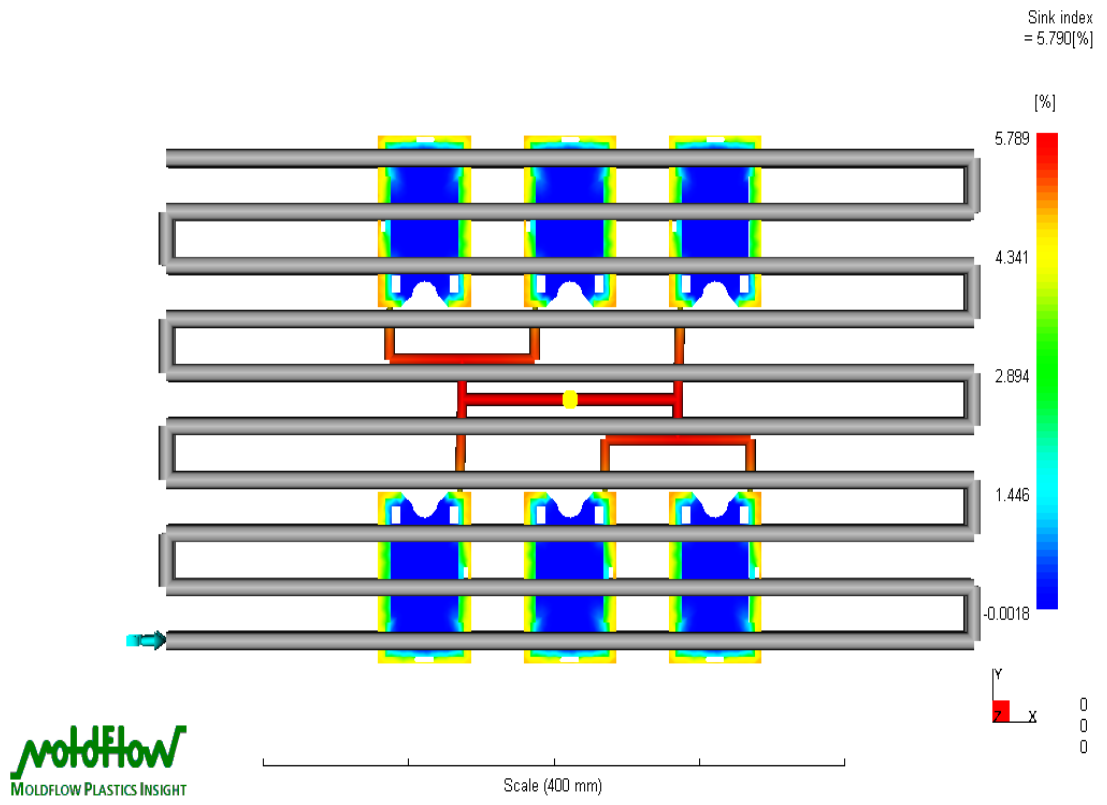 Sink index
= 5.790[%]
[%]
5.789
4.341
2.894
1.446
-0.0018
Y
Z X
0
0
0
moldflow
MOLDFLOW PLASTICS INSIGHT
Scale (400 mm)